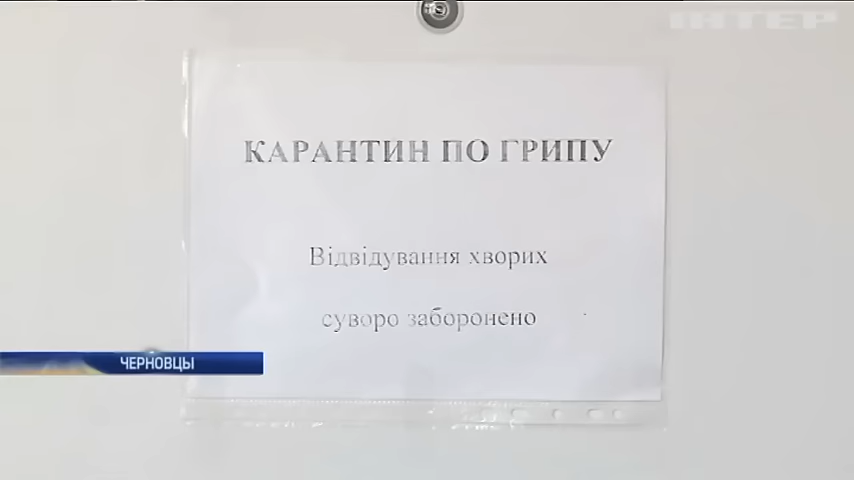 ІНТЕР
КАРАНТИН ПО ГРИПУ
Відвідування хворих
суворо заборонено
ЧЕРНОВЦЫ